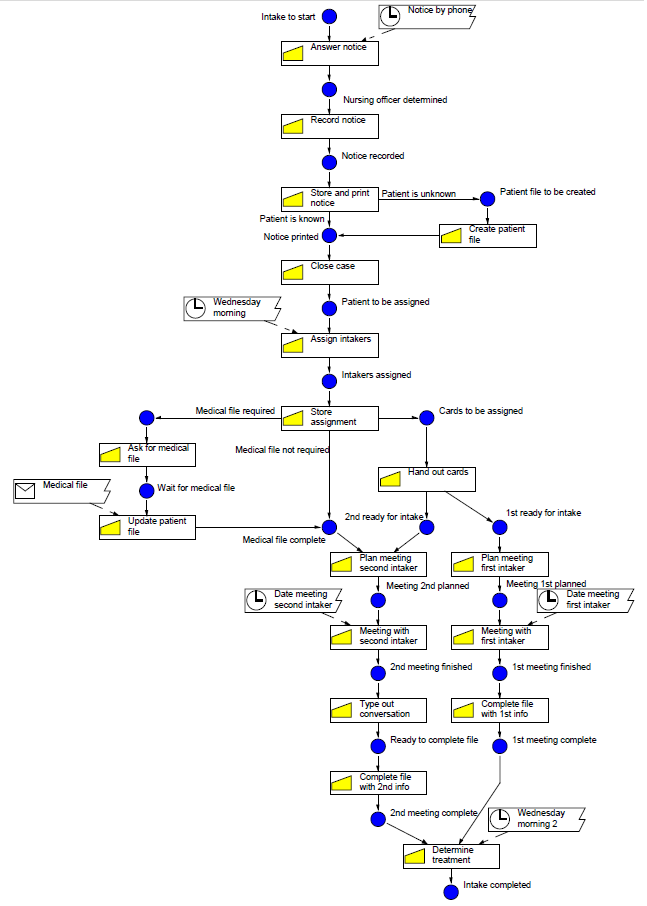 Intake to start
Notice by phone
Answer notice
Nursing officer determined
Record notice
Notice recorded
Store and print
notice
Patient is unknown
Patient file to be created
Patient is known
Notice printed
Create patient
file
Close case
Wednesday
morning
Patient to be assigned
Assign intakers
Intakers assigned
Medical file required
Store
assignment
Cards to be assigned
Ask for medical
file
Medical file not required
Hand out cards
Medical file
Wait for medical file
Update patient
file
2nd ready for intake
1st ready for intake
Medical file complete
Plan meeting
second intaker
Plan meeting
first intaker
Meeting 2nd planned
Meeting 1st planned
Date meeting
second intaker
Date meeting
first intaker
Meeting with
second intaker
Meeting with
first intaker
2nd meeting finished
1st meeting finished
Type out
conversation
Complete file
with 1st info
Ready to complete file
1st meeting complete
Complete file
with 2nd info
2nd meeting complete
Wednesday
morning 2
Determine
treatment
Intake completed